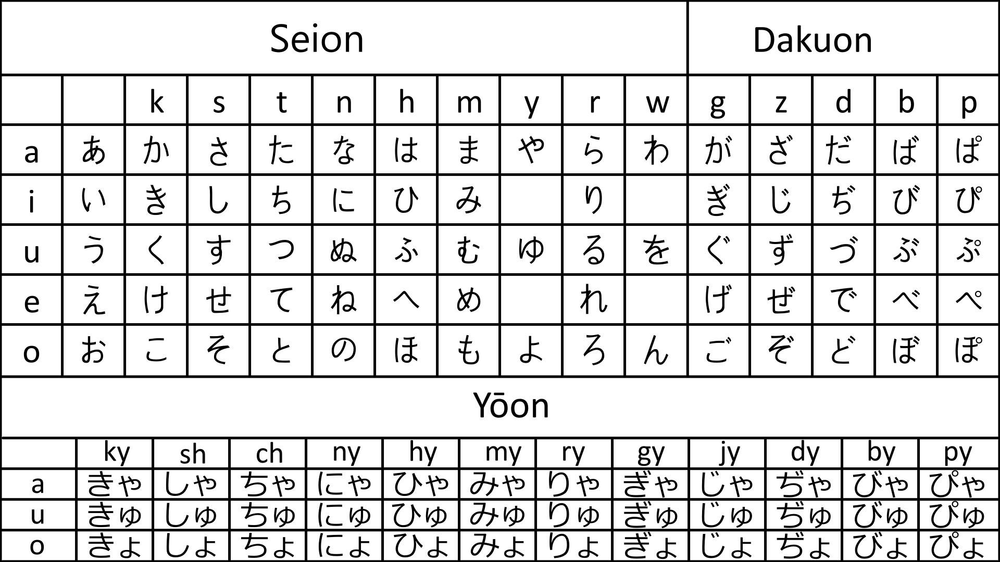 Seion Dakuon
k s t n h m y r w g z d b p
a あ か さ た な は ま や ら わ が ざ だ ば ぱ
i い き し ち に ひ み り ぎ じ ぢ び ぴ
u う く す つ ぬ ふ む ゆ る を ぐ ず づ ぶ ぷ
e え け せ て ね へ め れ げ ぜ で べ ぺ
o お こ そ と の ほ も よ ろ ん ご ぞ ど ぼ ぽ
Yōon
ky sh ch ny hy my ry gy jy dy by py
a きゃ しゃ ちゃ にゃ ひゃ みゃ りゃ ぎゃ じゃ ぢゃ びゃ ぴゃ
u きゅ しゅ ちゅ にゅ ひゅ みゅ りゅ ぎゅ じゅ ぢゅ びゅ ぴゅ
o きょ しょ ちょ にょ ひょ みょ りょ ぎょ じょ ぢょ びょ ぴょ